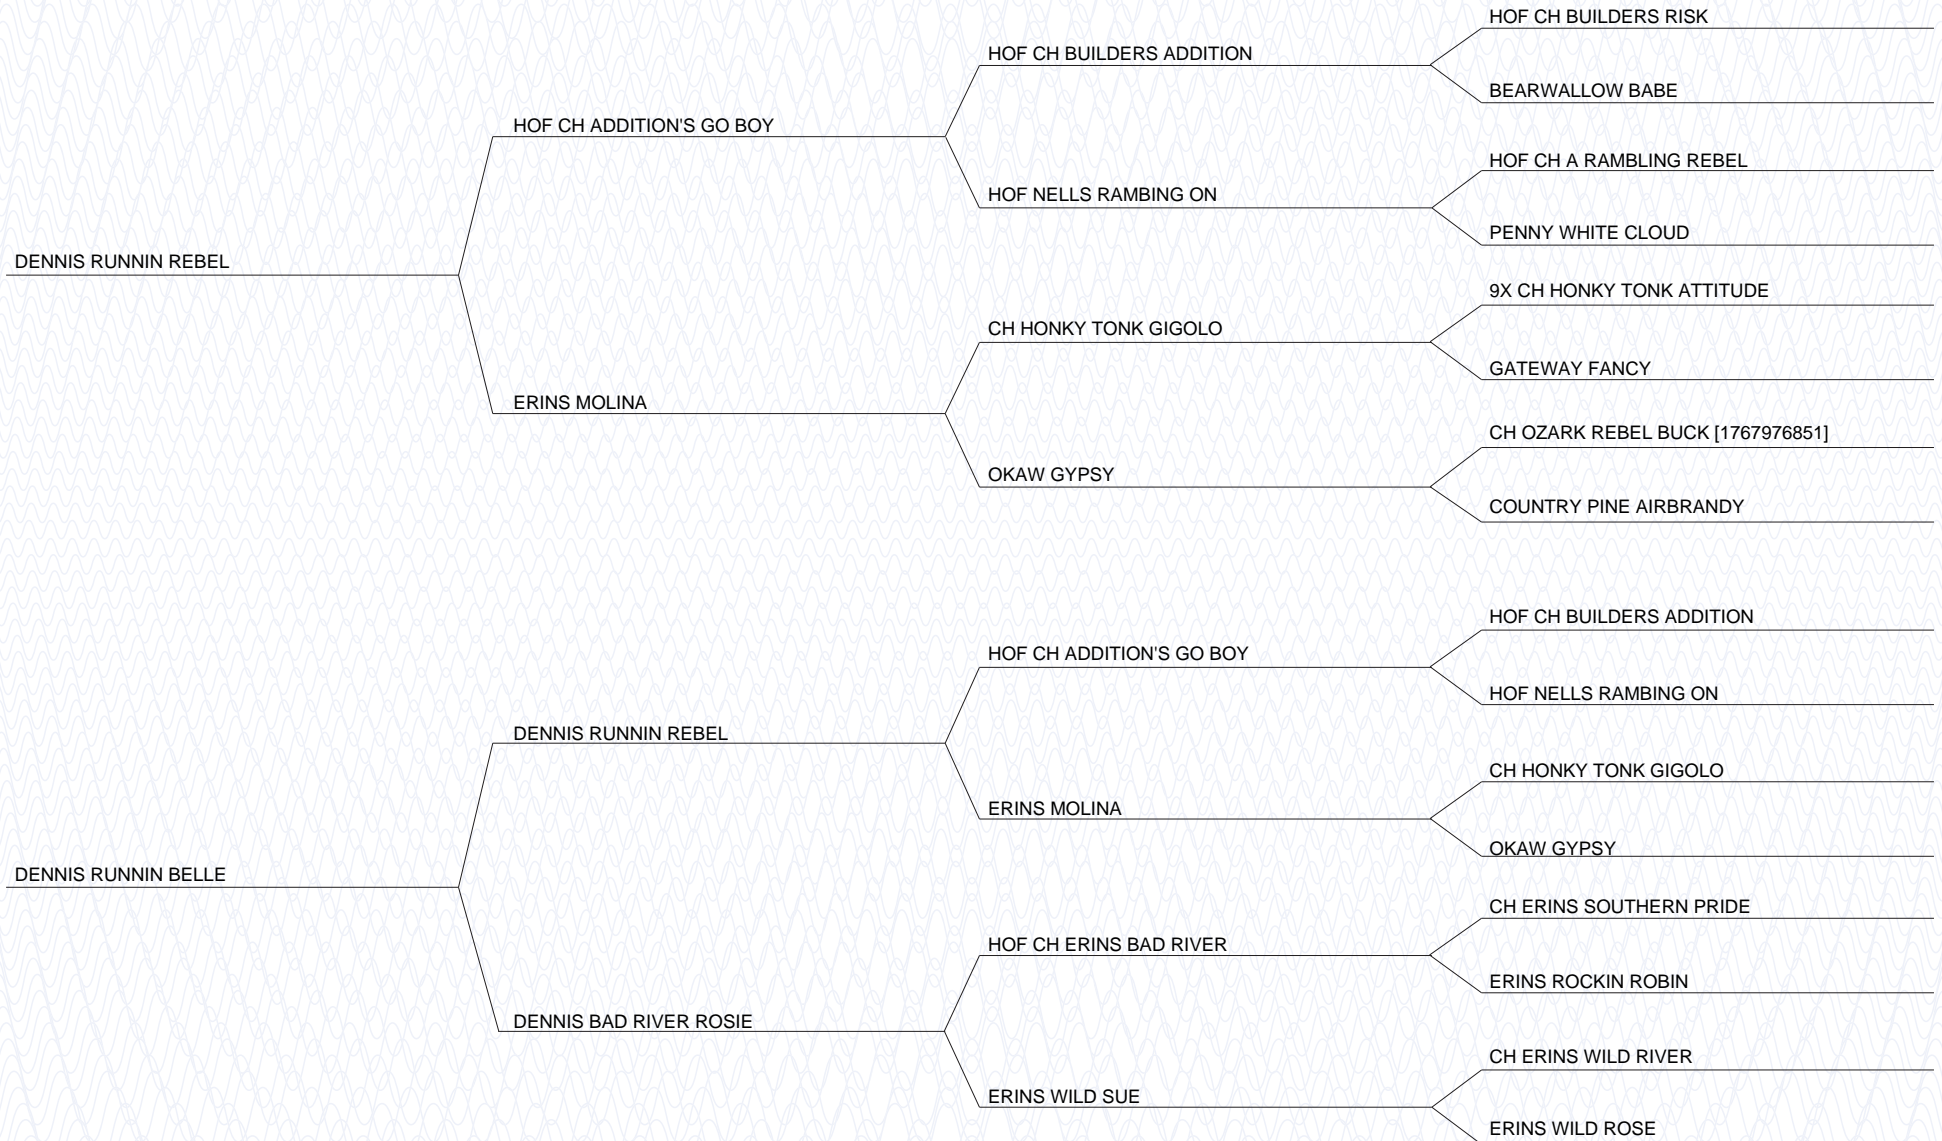 HOF CH BUILDERS RISK
HOF CH BUILDERS ADDITION
BEARWALLOW BABE
HOF CH ADDITION'S GO BOY
HOF CH A RAMBLING REBEL
HOF NELLS RAMBING ON
PENNY WHITE CLOUD
DENNIS RUNNIN REBEL
9X CH HONKY TONK ATTITUDE
CH HONKY TONK GIGOLO
GATEWAY FANCY
ERINS MOLINA
CH OZARK REBEL BUCK [1767976851]
OKAW GYPSY
COUNTRY PINE AIRBRANDY
HOF CH BUILDERS ADDITION
HOF CH ADDITION'S GO BOY
HOF NELLS RAMBING ON
DENNIS RUNNIN REBEL
CH HONKY TONK GIGOLO
ERINS MOLINA
OKAW GYPSY
DENNIS RUNNIN BELLE
CH ERINS SOUTHERN PRIDE
HOF CH ERINS BAD RIVER
ERINS ROCKIN ROBIN
DENNIS BAD RIVER ROSIE
CH ERINS WILD RIVER
ERINS WILD SUE
ERINS WILD ROSE